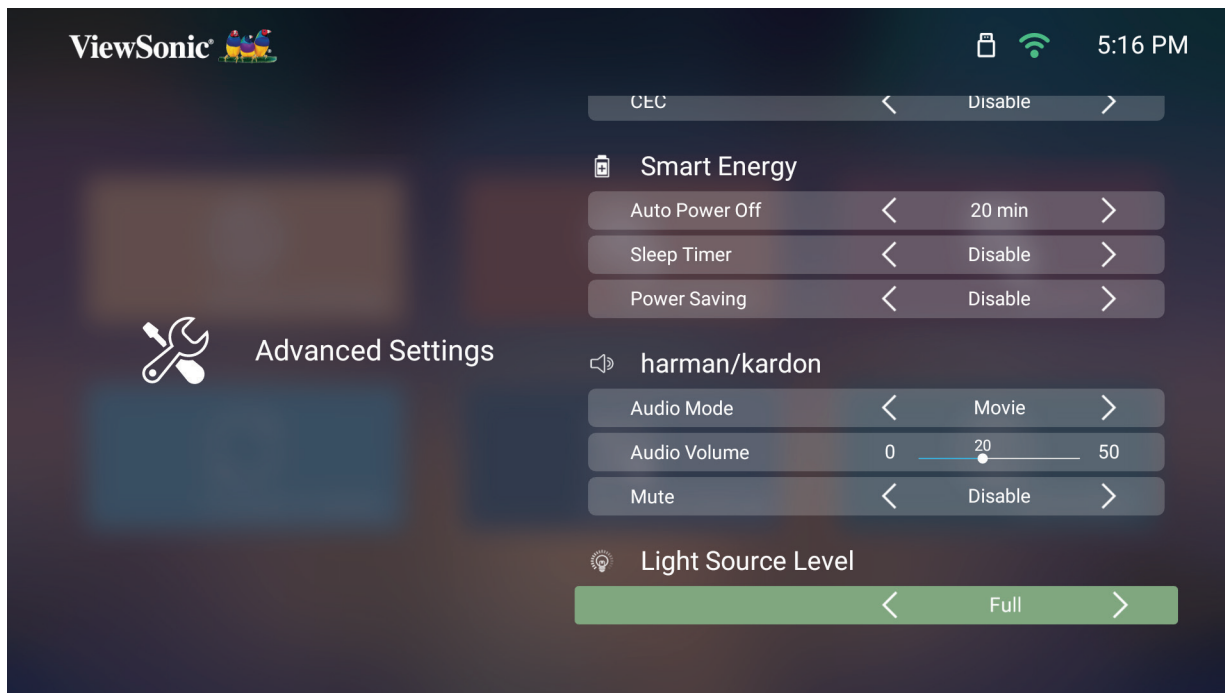 ViewSonic®
5:16 PM
CEC Disable
Smart Energy
Auto Power Off 20 min
Sleep Timer Disable
Power Saving Disable
Advanced Settings
harman/kardon
Audio Mode Movie
Audio Volume 0 20 50
Mute Disable
Light Source Level
Full